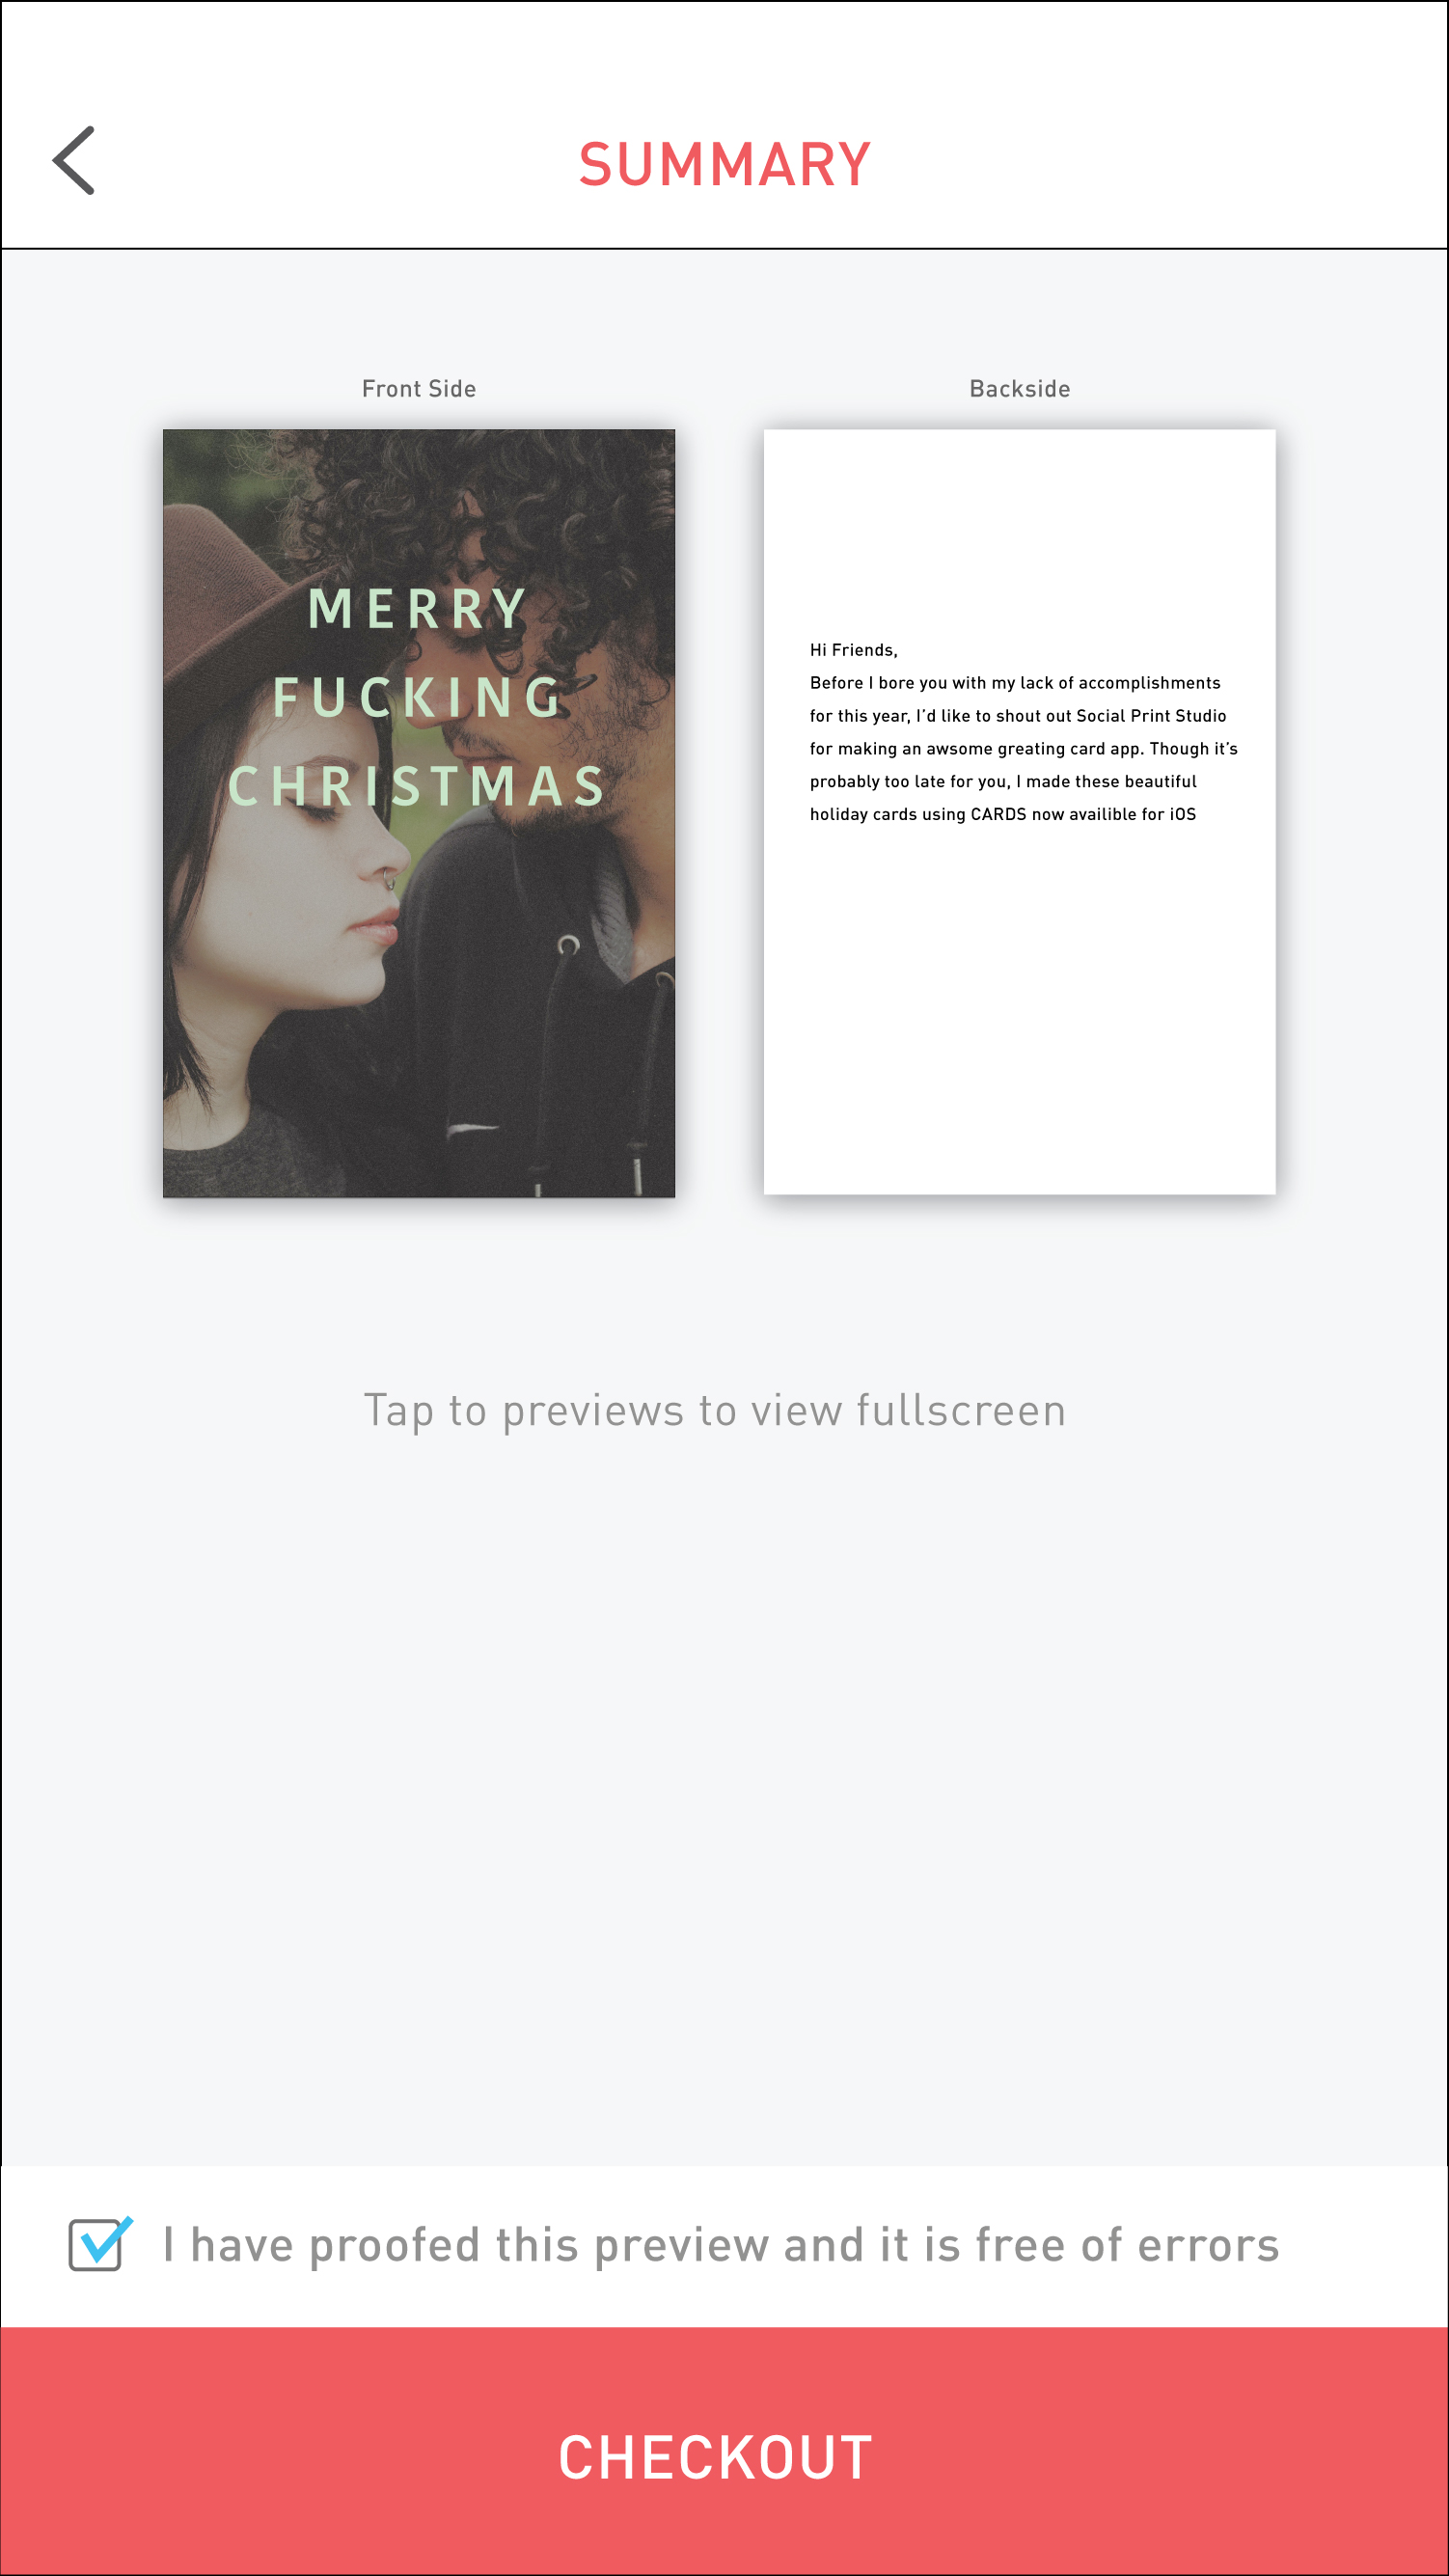 SUMMARY
Front Side
Backside
MERRY
FUCKING
CHRISTMAS
Hi Friends,
Before I bore you with my lack of accomplishments
for this year, I’d like to shout out Social Print Studio
for making an awsome greating card app. Though it’s
probably too late for you, I made these beautiful
holiday cards using CARDS now availible for iOS
Tap to previews to view fullscreen
I have proofed this preview and it is free of errors
CHECKOUT